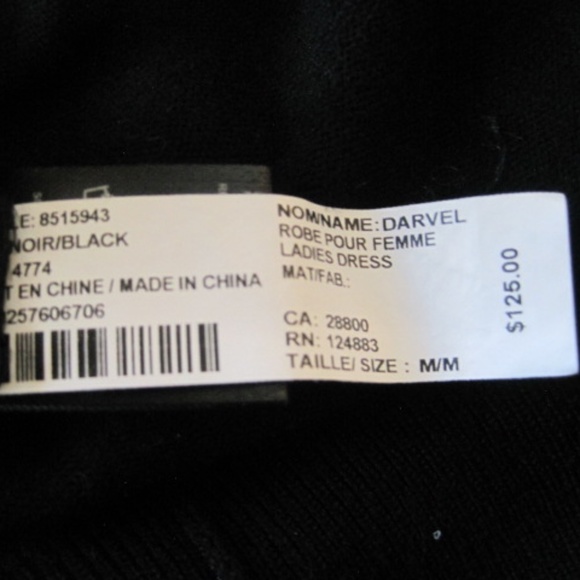 LE: 8515943
NOIR/BLACK
4774
T EN CHINE / MADE IN CHINA
257606706
NOM/NAME: DARVEL
ROBE POUR FEMME
LADIES DRESS
MAT/FAB.:
CA: 28800
RN: 124883
TAILLE/ SIZE : M/M
$125.00